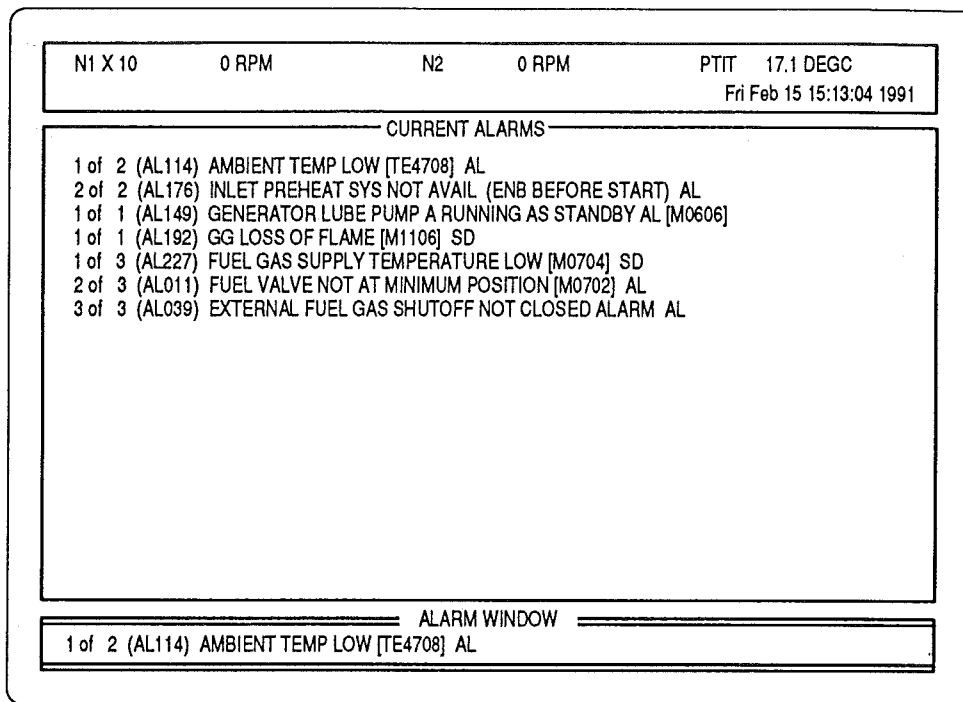 N1 X 10 0 RPM N2 0 RPM PTIT 17.1 DEGC
Fri Feb 15 15:13:04 1991
CURRENT ALARMS
1 of 2 (AL114) AMBIENT TEMP LOW [TE4708] AL
2 of 2 (AL176) INLET PREHEAT SYS NOT AVAIL (ENB BEFORE START) AL
1 of 1 (AL149) GENERATOR LUBE PUMP A RUNNING AS STANDBY AL [M0606]
1 of 1 (AL192) GG LOSS OF FLAME [M1106] SD
1 of 3 (AL227) FUEL GAS SUPPLY TEMPERATURE LOW [M0704] SD
2 of 3 (AL011) FUEL VALVE NOT AT MINIMUM POSITION [M0702] AL
3 of 3 (AL039) EXTERNAL FUEL GAS SHUTOFF NOT CLOSED ALARM AL
ALARM WINDOW
1 of 2 (AL114) AMBIENT TEMP LOW [TE4708] AL